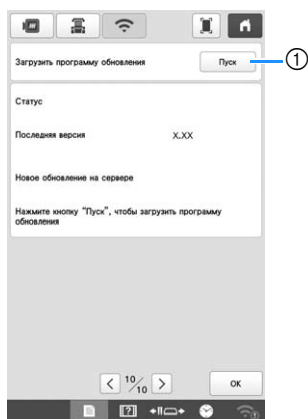 Загрузить программу обновления
Пуск
①
Статус
Последняя версия X.XX
Новое обновление на сервере
Нажмите кнопку "Пуск", чтобы загрузить программу
обновления
10/10
OK